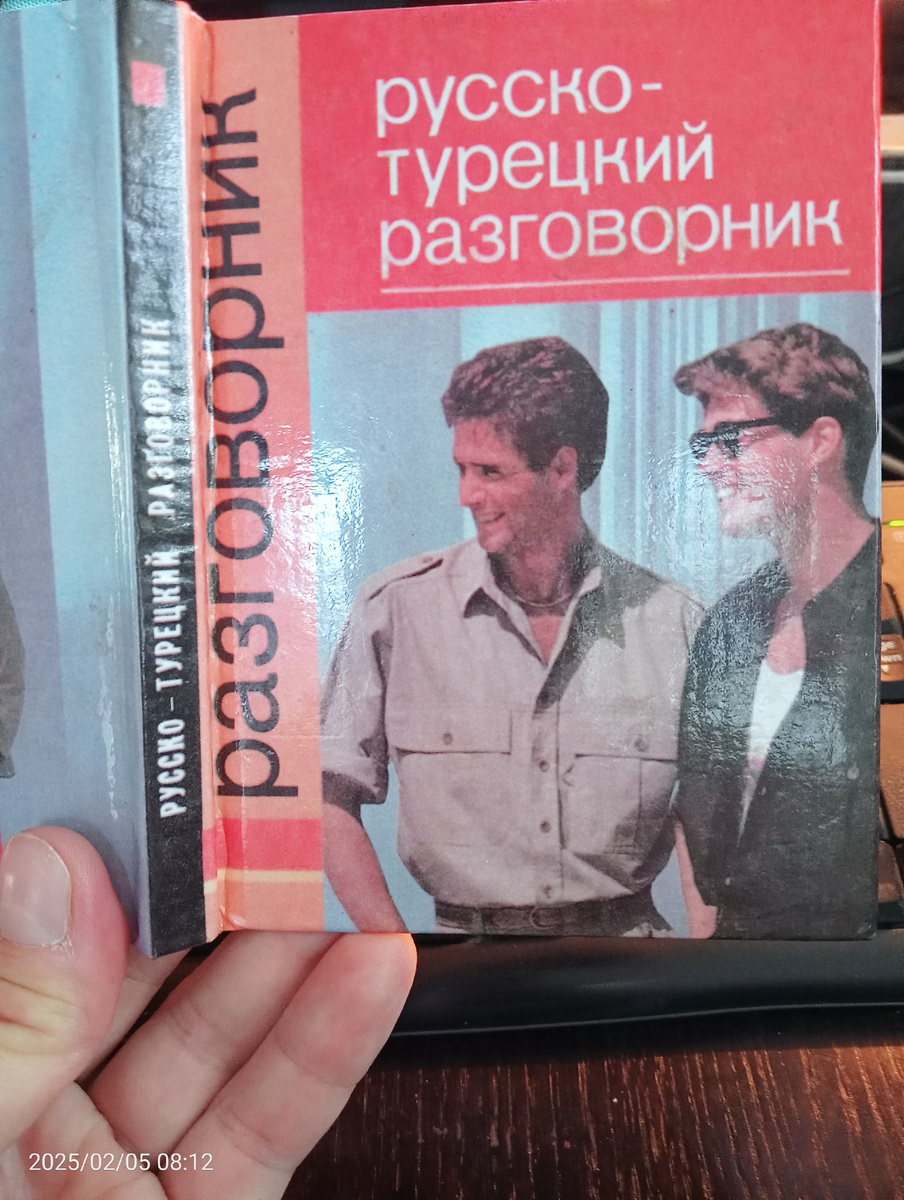 русско-
турецкий
разговорник
разговорник
РУССКО – ТУРЕЦКИЙ РАЗГОВОРНИК
2025/02/05 08:12